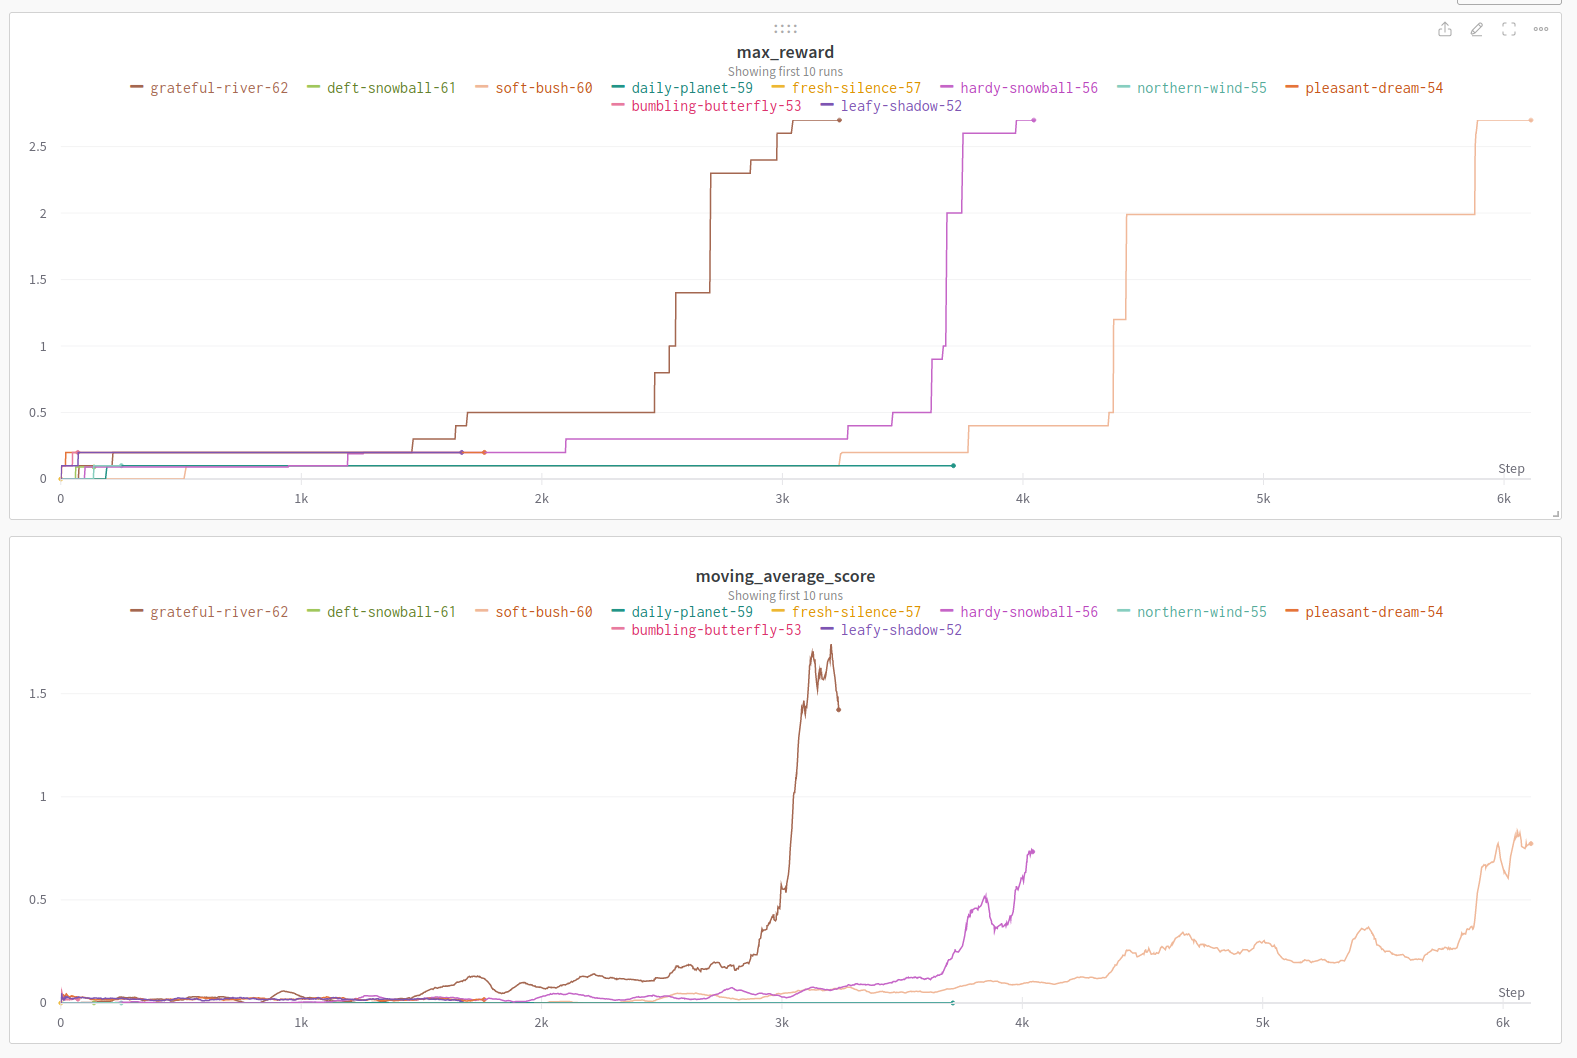 max_reward
Showing first 10 runs
grateful-river-62 deft-snowball-61 soft-bush-60 daily-planet-59 fresh-silence-57 hardy-snowball-56 northern-wind-55 pleasant-dream-54
bumbling-butterfly-53 leafy-shadow-52
2.5
2
1.5
1
0.5
0
Step
0 1k 2k 3k 4k 5k 6k
moving_average_score
Showing first 10 runs
grateful-river-62 deft-snowball-61 soft-bush-60 daily-planet-59 fresh-silence-57 hardy-snowball-56 northern-wind-55 pleasant-dream-54
bumbling-butterfly-53 leafy-shadow-52
1.5
1
0.5
0
Step
0 1k 2k 3k 4k 5k 6k